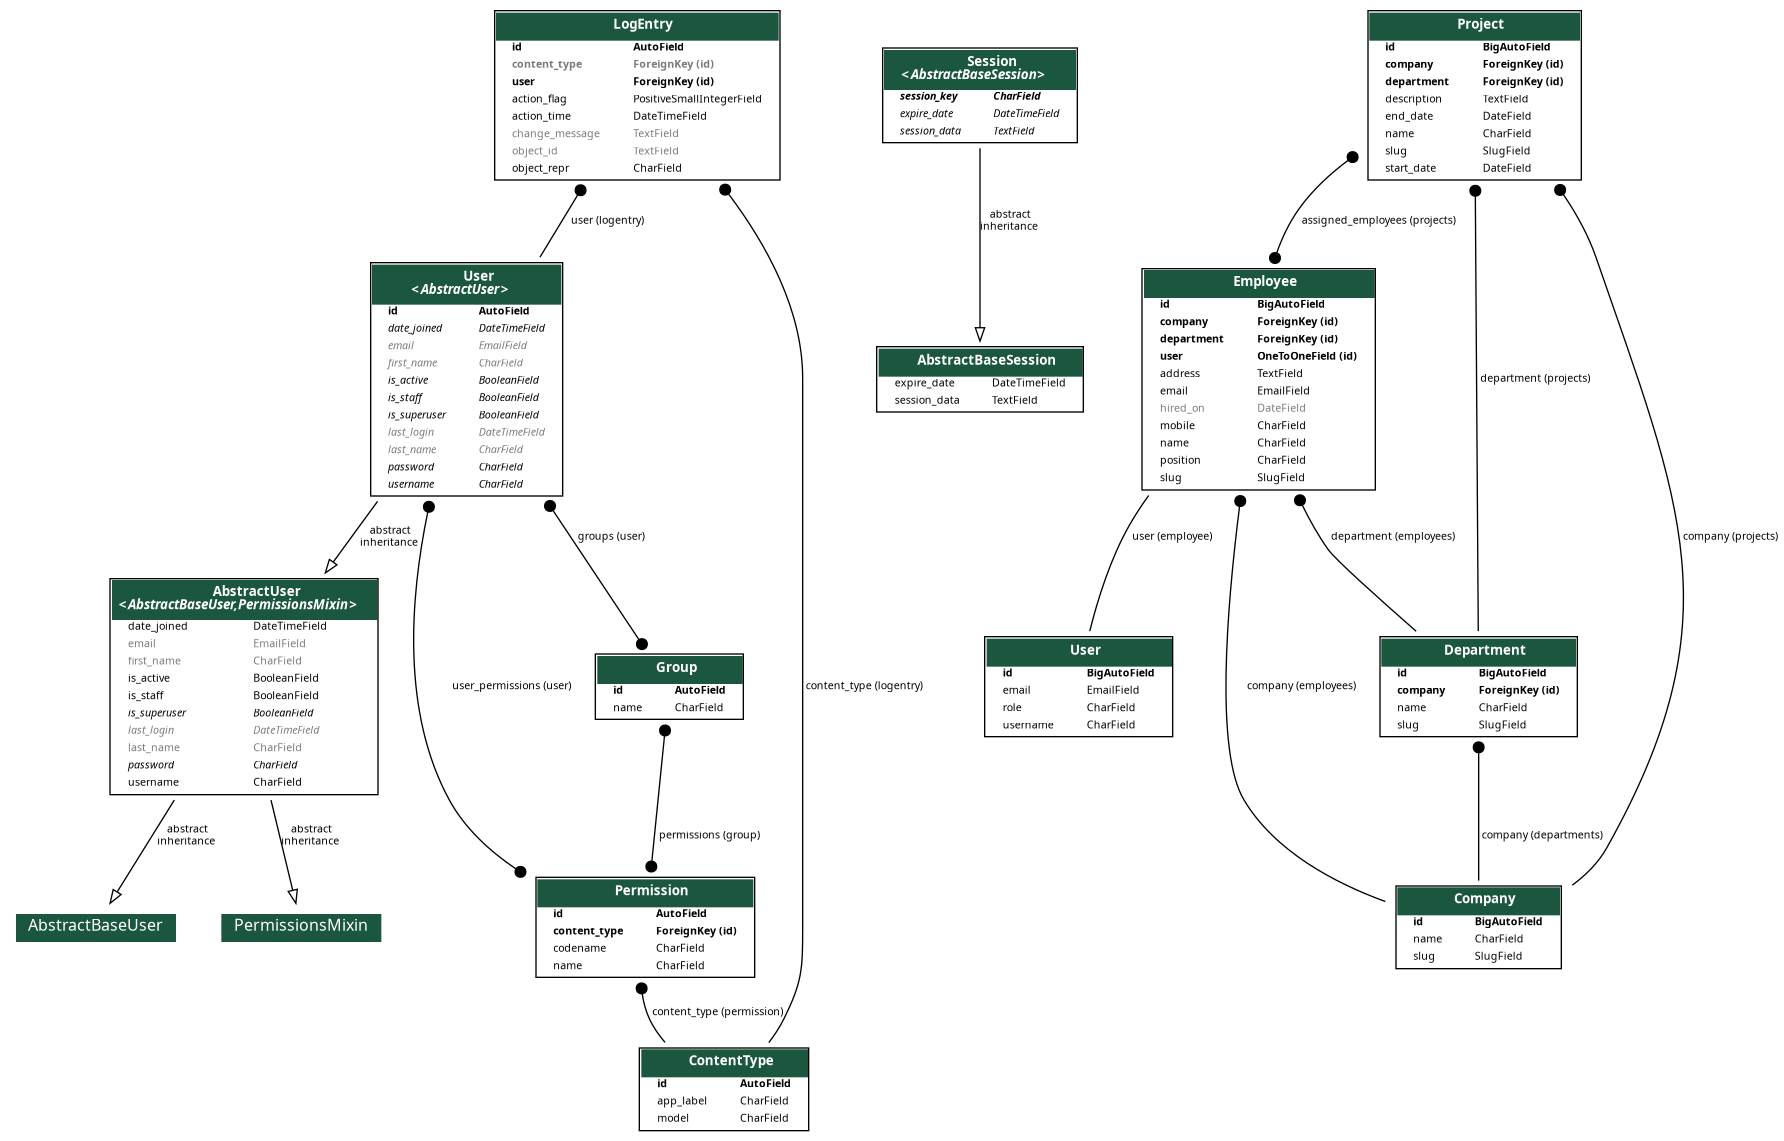 LogEntry
id AutoField
content_type ForeignKey (id)
user ForeignKey (id)
action_flag PositiveSmallIntegerField
action_time DateTimeField
change_message TextField
object_id TextField
object_repr CharField
Session
<AbstractBaseSession>
session_key CharField
expire_date DateTimeField
session_data TextField
Project
id BigAutoField
company ForeignKey (id)
department ForeignKey (id)
description TextField
end_date DateField
name CharField
slug SlugField
start_date DateField
user (logentry)
abstract
inheritance
assigned_employees (projects)
User
<AbstractUser>
id AutoField
date_joined DateTimeField
email EmailField
first_name CharField
is_active BooleanField
is_staff BooleanField
is_superuser BooleanField
last_login DateTimeField
last_name CharField
password CharField
username CharField
AbstractBaseSession
expire_date DateTimeField
session_data TextField
Employee
id BigAutoField
company ForeignKey (id)
department ForeignKey (id)
user OneToOneField (id)
address TextField
email EmailField
hired_on DateField
mobile CharField
name CharField
position CharField
slug SlugField
department (projects)
abstract
inheritance
groups (user)
user (employee)
department (employees)
company (projects)
AbstractUser
<AbstractBaseUser,PermissionsMixin>
date_joined DateTimeField
email EmailField
first_name CharField
is_active BooleanField
is_staff BooleanField
is_superuser BooleanField
last_login DateTimeField
last_name CharField
password CharField
username CharField
user_permissions (user)
Group
id AutoField
name CharField
content_type (logentry)
User
id BigAutoField
email EmailField
role CharField
username CharField
company (employees)
Department
id BigAutoField
company ForeignKey (id)
name CharField
slug SlugField
abstract
inheritance
abstract
inheritance
permissions (group)
company (departments)
AbstractBaseUser
PermissionsMixin
Permission
id AutoField
content_type ForeignKey (id)
codename CharField
name CharField
Company
id BigAutoField
name CharField
slug SlugField
content_type (permission)
ContentType
id AutoField
app_label CharField
model CharField